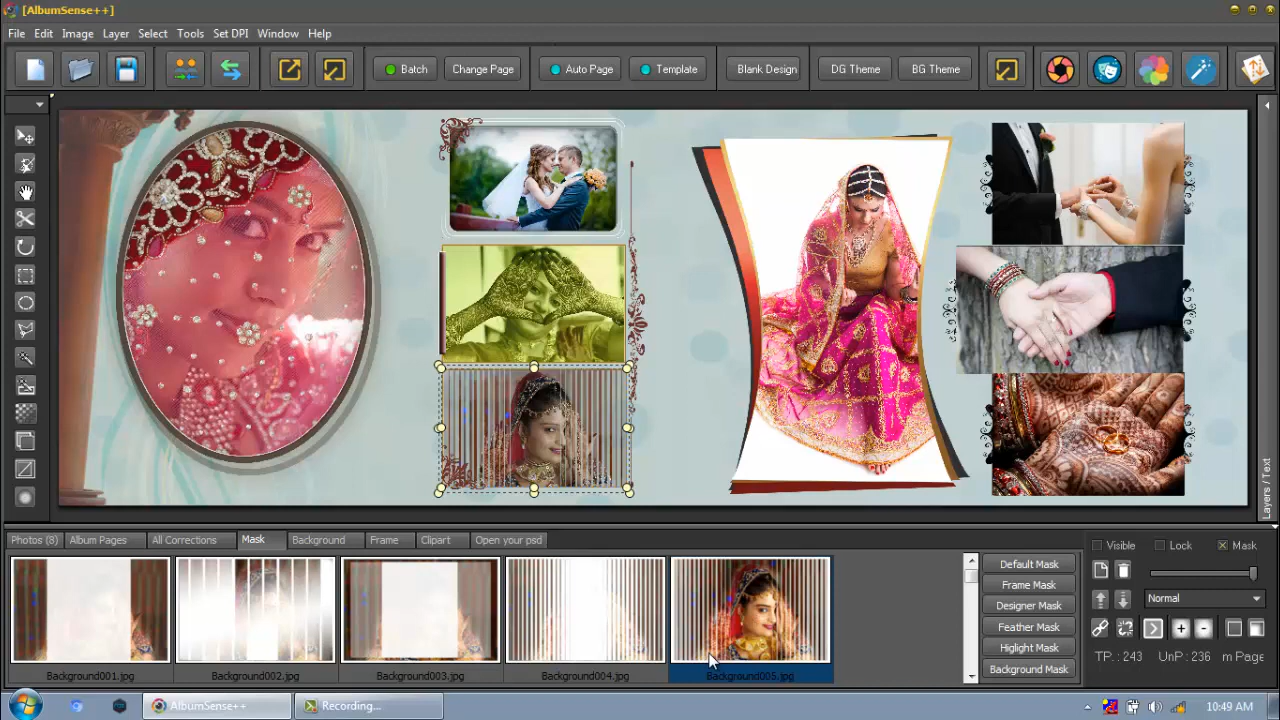 [AlbumSense++]
File Edit Image Layer Select Tools Set DPI Window Help
Batch Change Page Auto Page Template Blank Design DG Theme BG Theme
Layers / Text
Photos (8) Album Pages All Corrections Mask Background Frame Clipart Open your psd
Visible Lock Mask
Default Mask
Frame Mask
Designer Mask
Feather Mask
Higlight Mask
Background Mask
Normal
TP.: 243 UnP.: 236 m Page
Background001.jpg Background002.jpg Background003.jpg Background004.jpg Background005.jpg
AlbumSense++ Recording... 10:49 AM